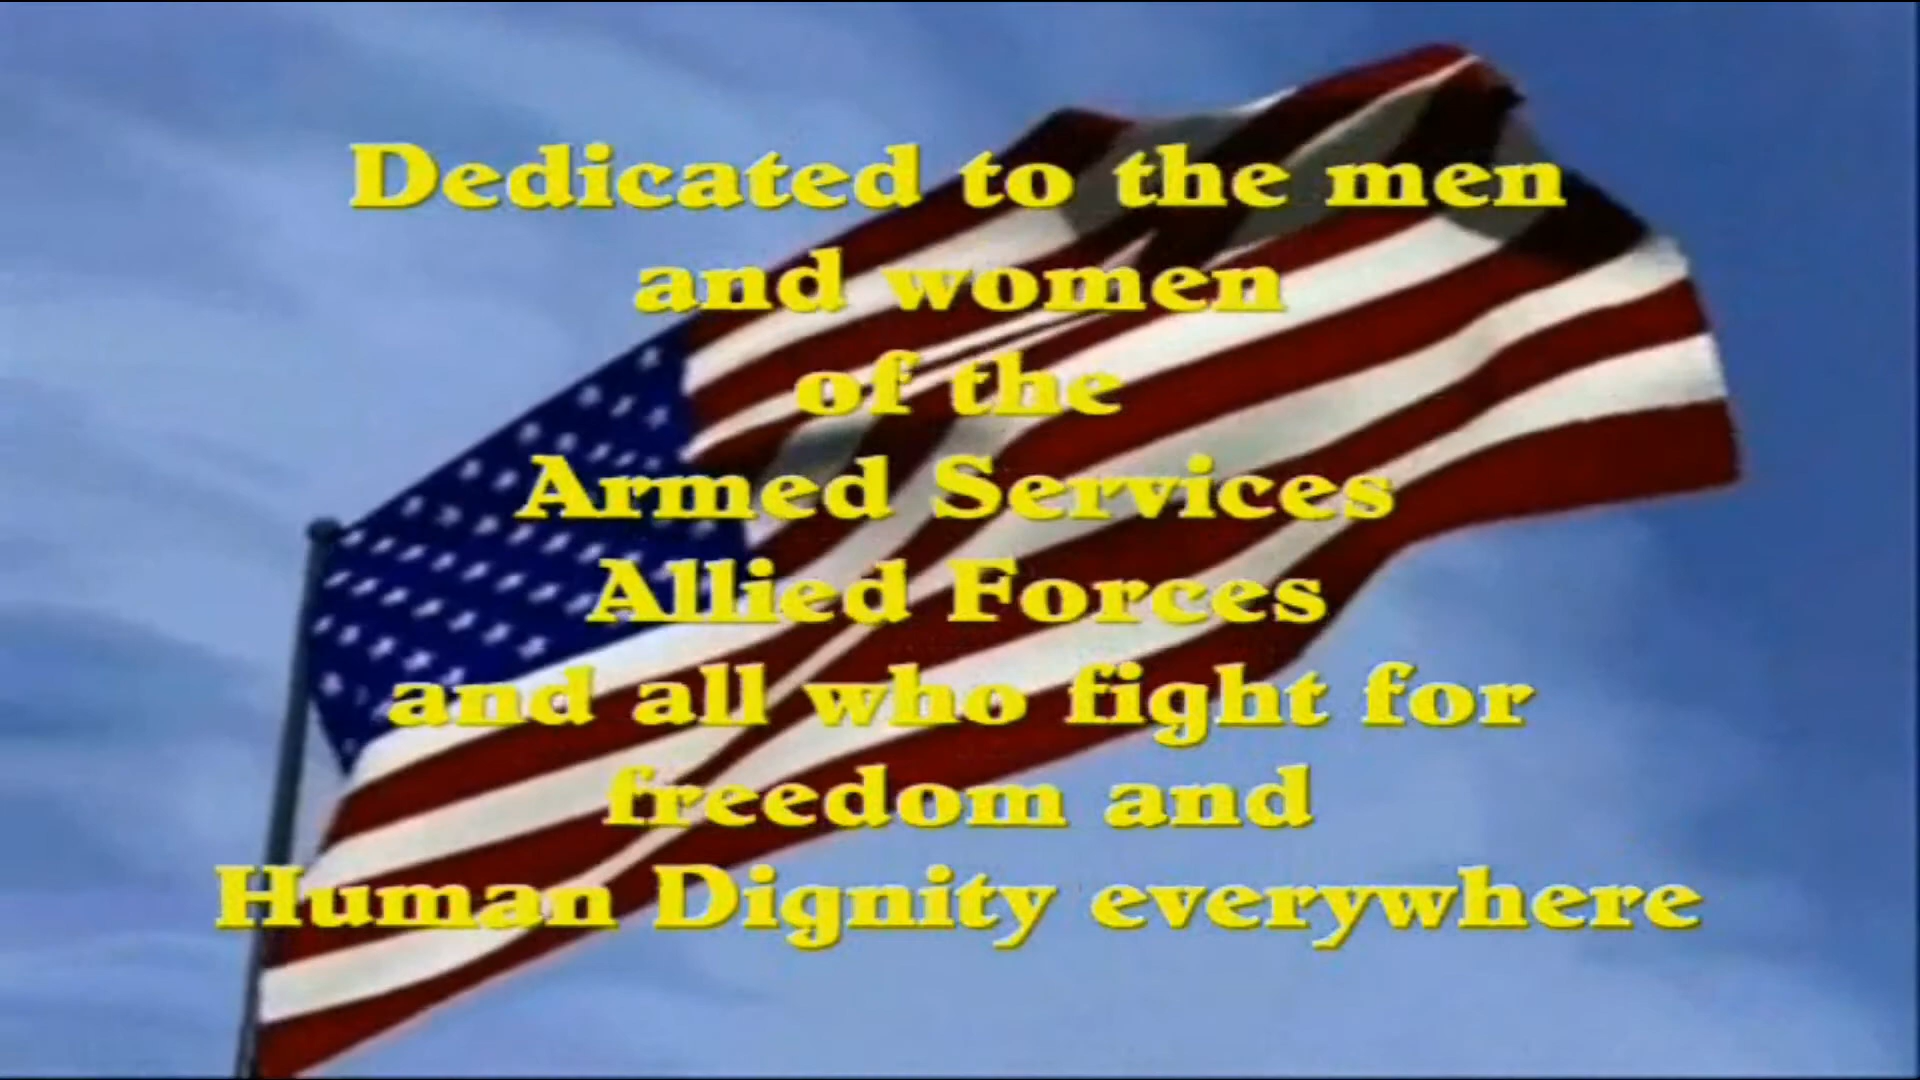 Dedicated to the men
and women
of the
Armed Services
Allied Forces
and all who fight for
freedom and
Human Dignity everywhere